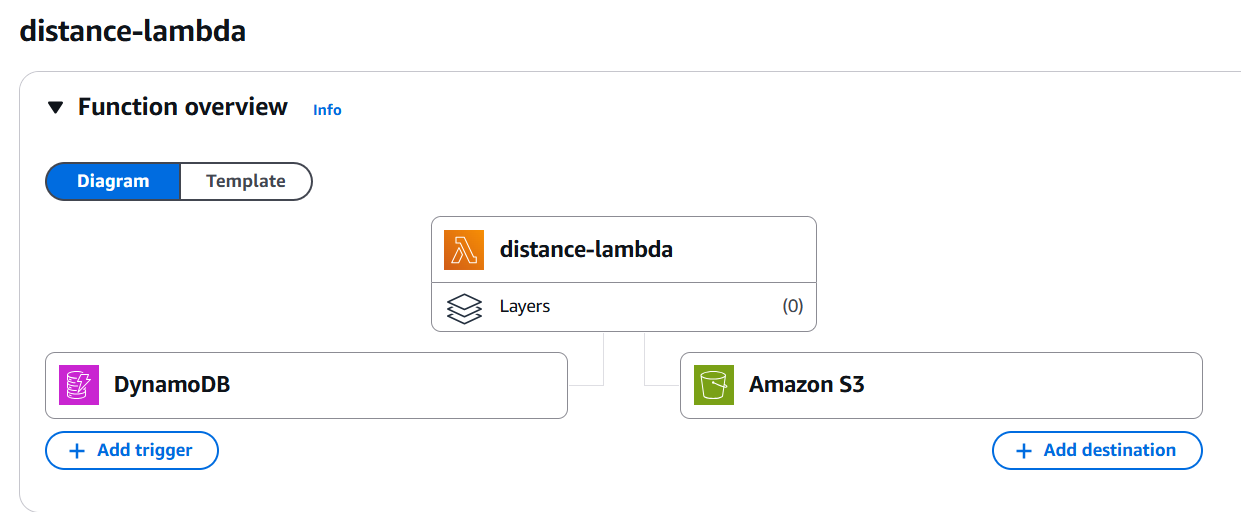 distance-lambda
Function overview Info
Diagram Template
distance-lambda
Layers (0)
DynamoDB Amazon S3
Add trigger Add destination